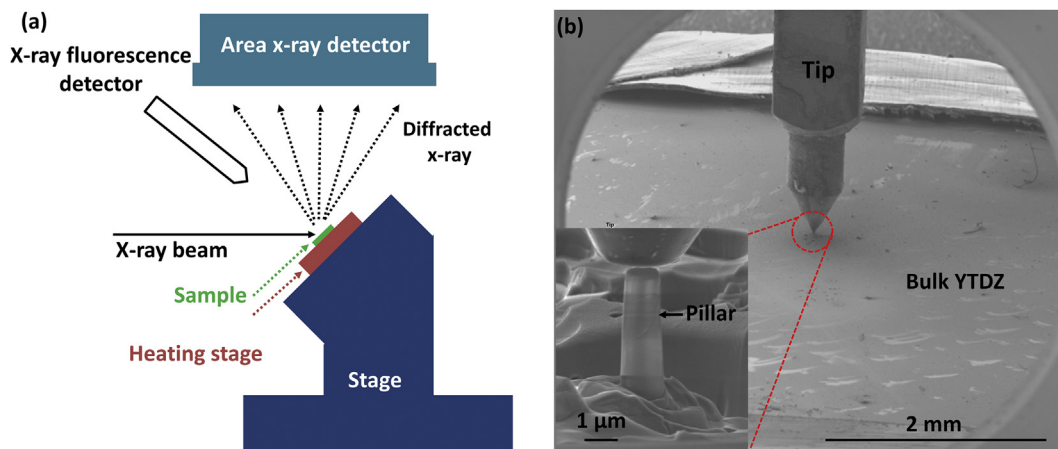 (a)
Area x-ray detector
X-ray fluorescence
detector
Diffracted
x-ray
X-ray beam
Sample
Heating stage
Stage
(b)
Tip
Tip
Bulk YTDZ
Pillar
1 μm
2 mm